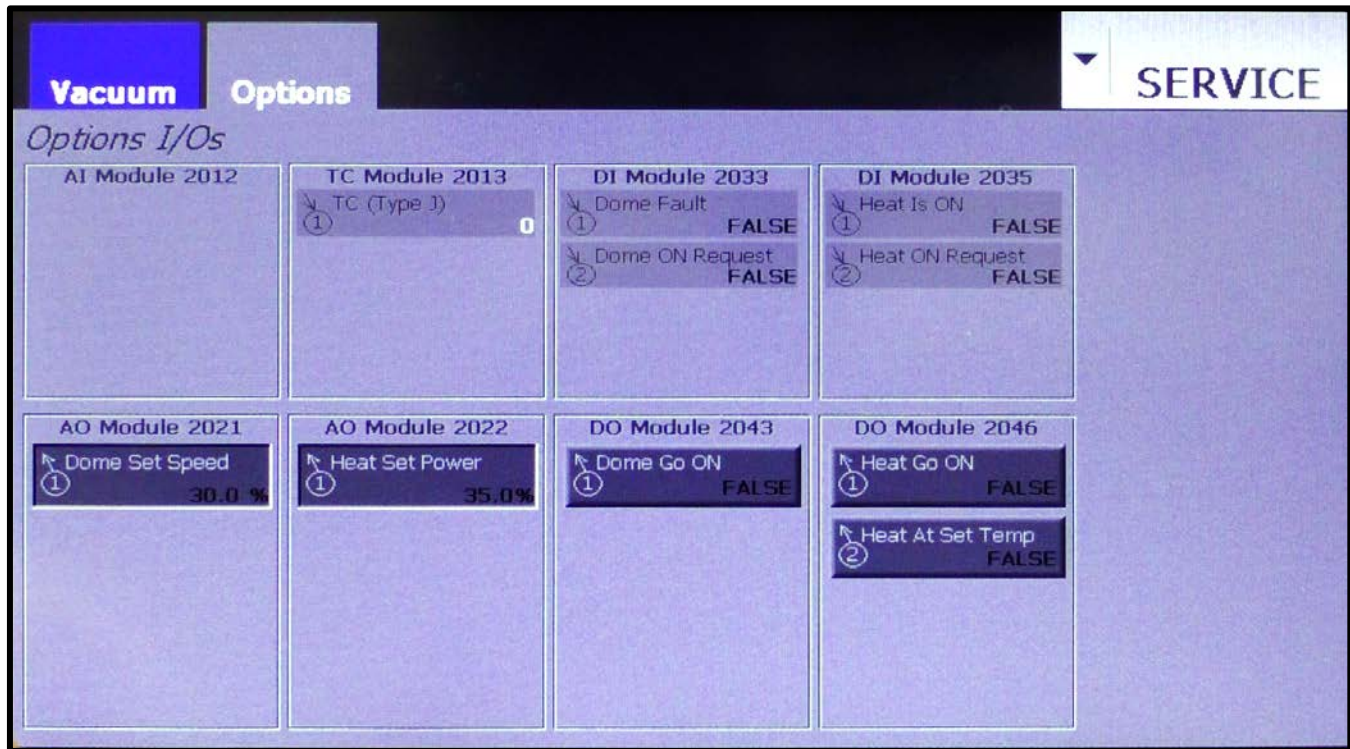 Vacuum
Options
SERVICE
Options I/Os
AI Module 2012
TC Module 2013
TC (Type J)
1
0
DI Module 2033
Dome Fault
1
FALSE
Dome ON Request
2
FALSE
DI Module 2035
Heat Is ON
1
FALSE
Heat ON Request
2
FALSE
AO Module 2021
Dome Set Speed
1
30.0 %
AO Module 2022
Heat Set Power
1
35.0%
DO Module 2043
Dome Go ON
1
FALSE
DO Module 2046
Heat Go ON
1
FALSE
Heat At Set Temp
2
FALSE